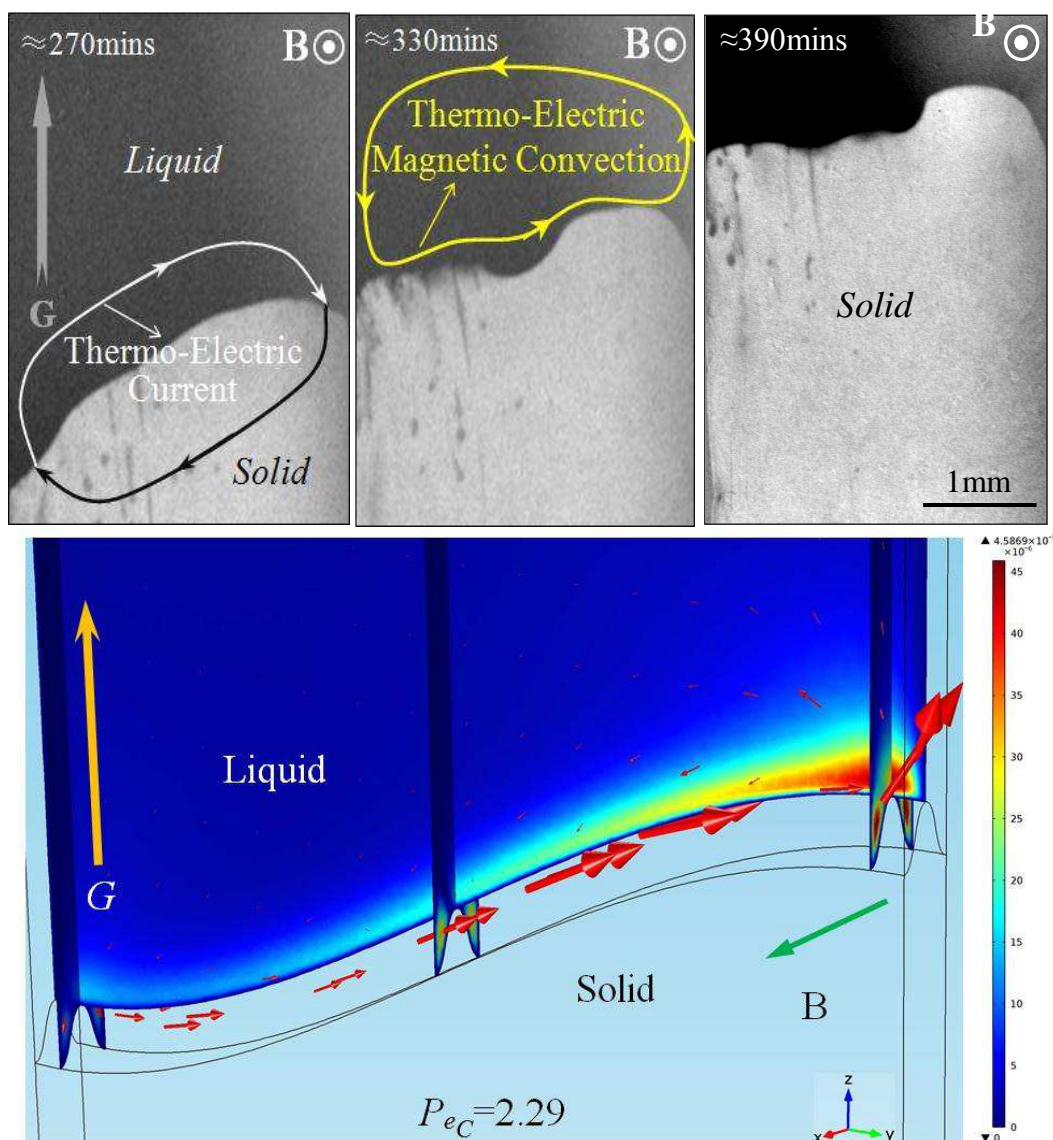 ≈270mins
B
Liquid
G
Thermo-Electric
Current
Solid
≈330mins
B
Thermo-Electric
Magnetic Convection
≈390mins
B
Solid
1mm
Liquid
G
Solid
B
PeC=2.29
z
x
y
×10⁻⁶
45
40
35
30
25
20
15
10
5
0
▼ 0